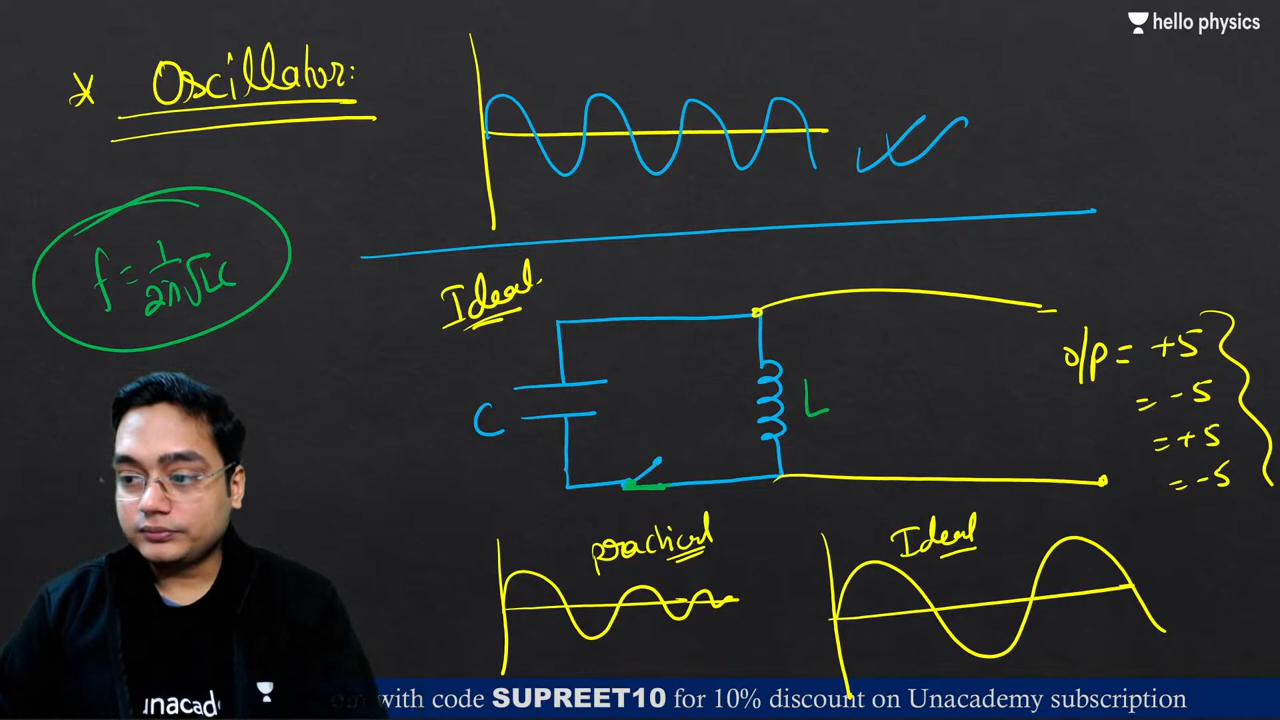 hello physics
* Oscillator:
f = 1/2π√LC
Ideal
C
L
o/p = +5
= -5
= +5
= -5
practical
Ideal
unacade
with code SUPREET10 for 10% discount on Unacademy subscription